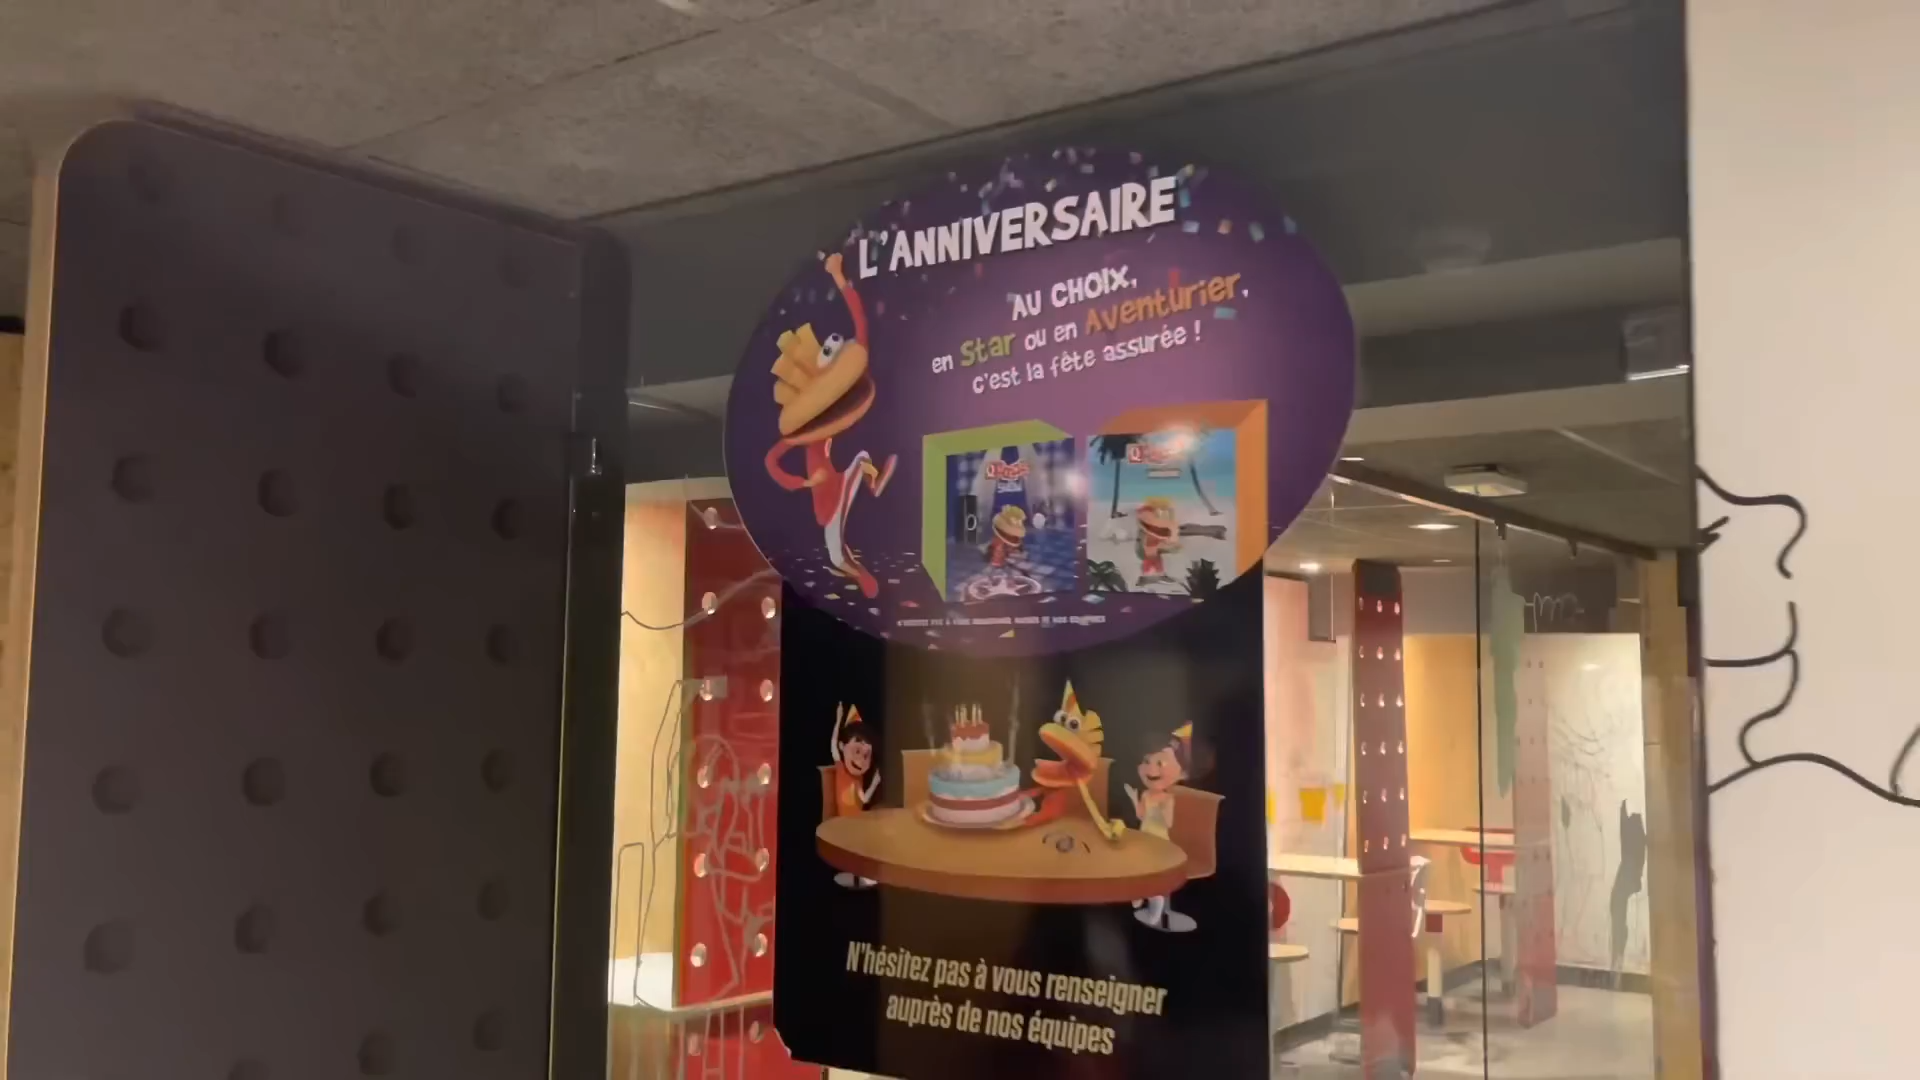 L'ANNIVERSAIRE
AU CHOIX,
en Star ou en Aventurier,
c'est la fête assurée !
SHOW
N'hésitez pas à vous renseigner
auprès de nos équipes